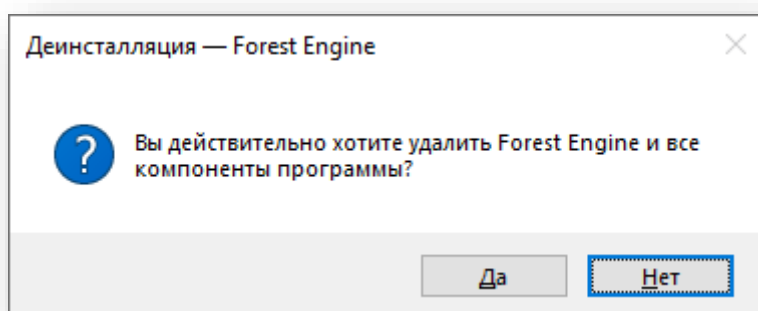 Деинсталляция — Forest Engine
Вы действительно хотите удалить Forest Engine и все
компоненты программы?
Да
Нет